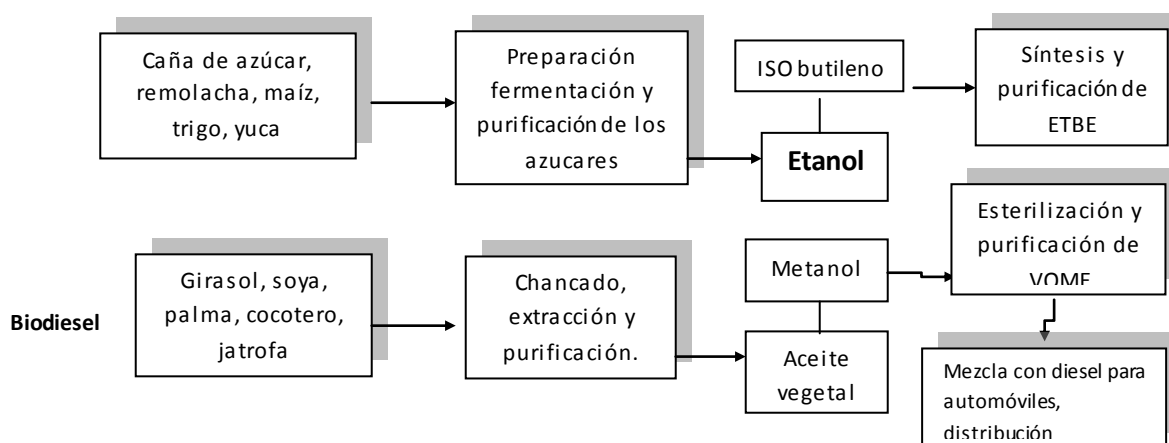 Caña de azúcar,
remolacha, maíz,
trigo, yuca
Preparación
fermentación y
purificación de los
azucares
ISO butileno
Etanol
Síntesis y
purificación de
ETBE
Biodiesel
Girasol, soya,
palma, cocotero,
jatrofa
Chancado,
extracción y
purificación.
Metanol
Aceite
vegetal
Esterilización y
purificación de
VOME
Mezcla con diesel para
automóviles,
distribución